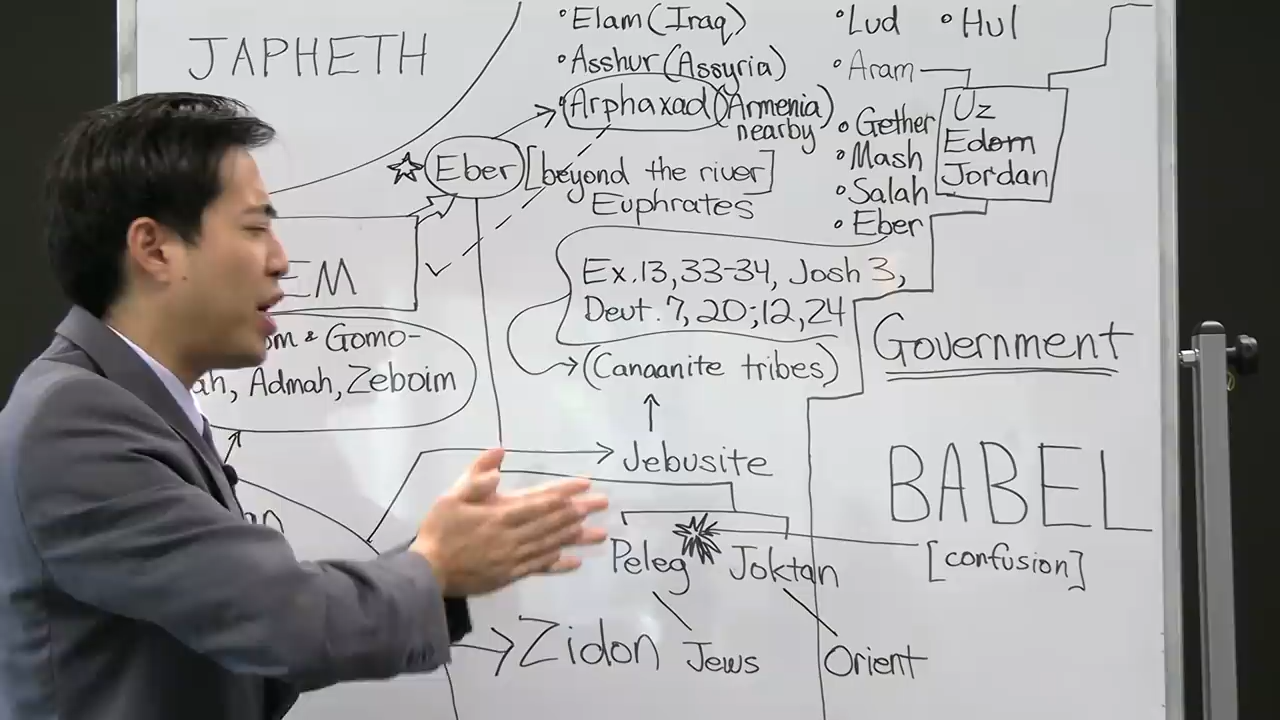 JAPHETH
°Elam (Iraq)
°Asshur (Assyria)
°Arphaxad (Armenia)
nearby
°Lud °Hul
°Aram
°Gether
°Mash
°Salah
°Eber
Uz
Edom
Jordan
Eber [beyond the river]
Euphrates
EM
Ex.13,33-34, Josh 3,
Deut. 7, 20; 12, 24
(Canaanite tribes)
om & Gomo-
ah, Admah, Zeboim
Government
Jebusite
BABEL
[confusion]
Peleg Joktan
Zidon Jews Orient